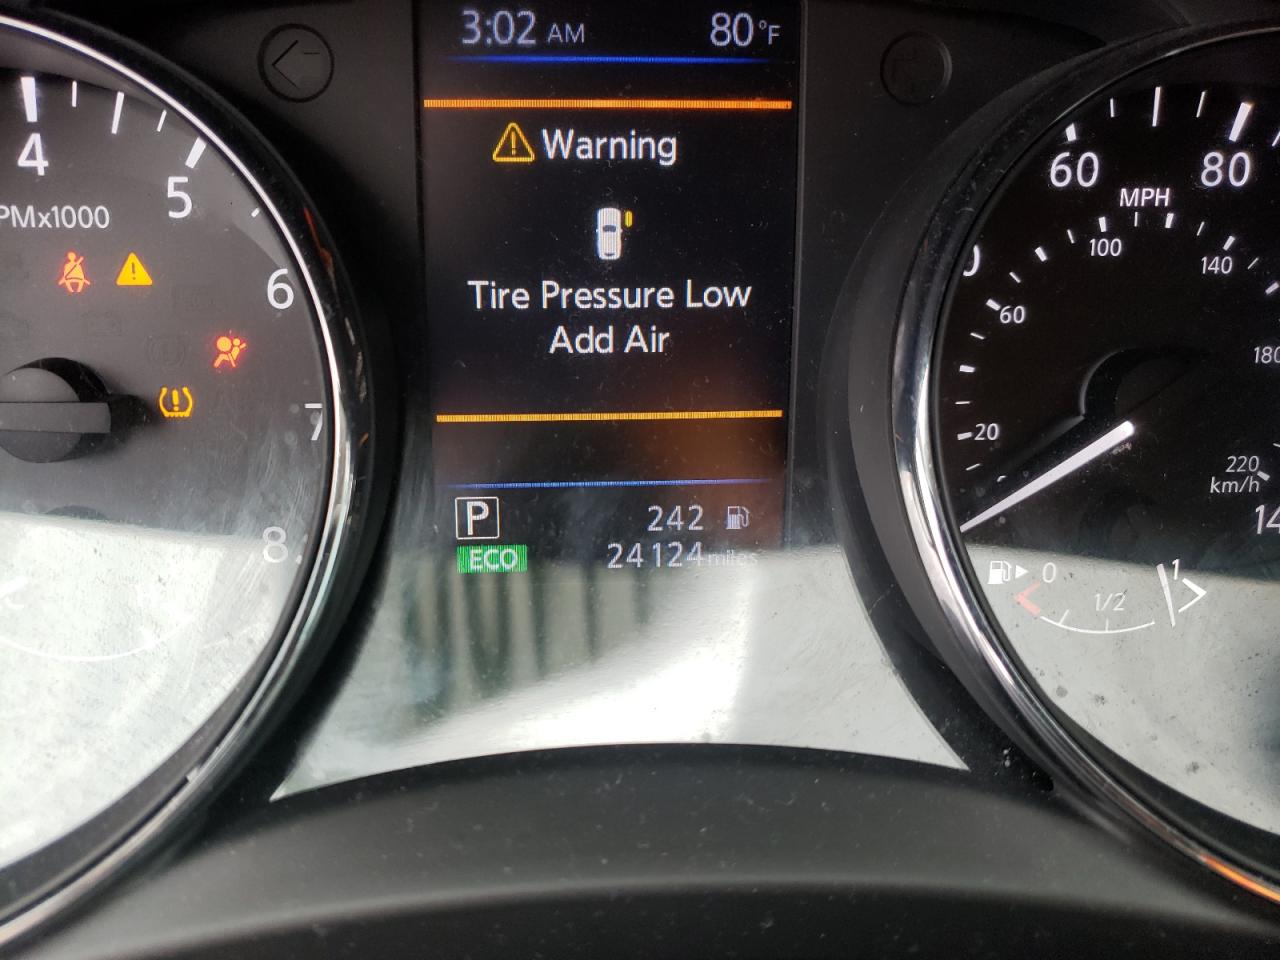 3:02 AM 80°F
Warning
Tire Pressure Low
Add Air
P 242
ECO 24124 miles
4
5
PMx1000
6
7
8
60 80
MPH
100 140
60
180
20
220
km/h
14
0 1/2 1